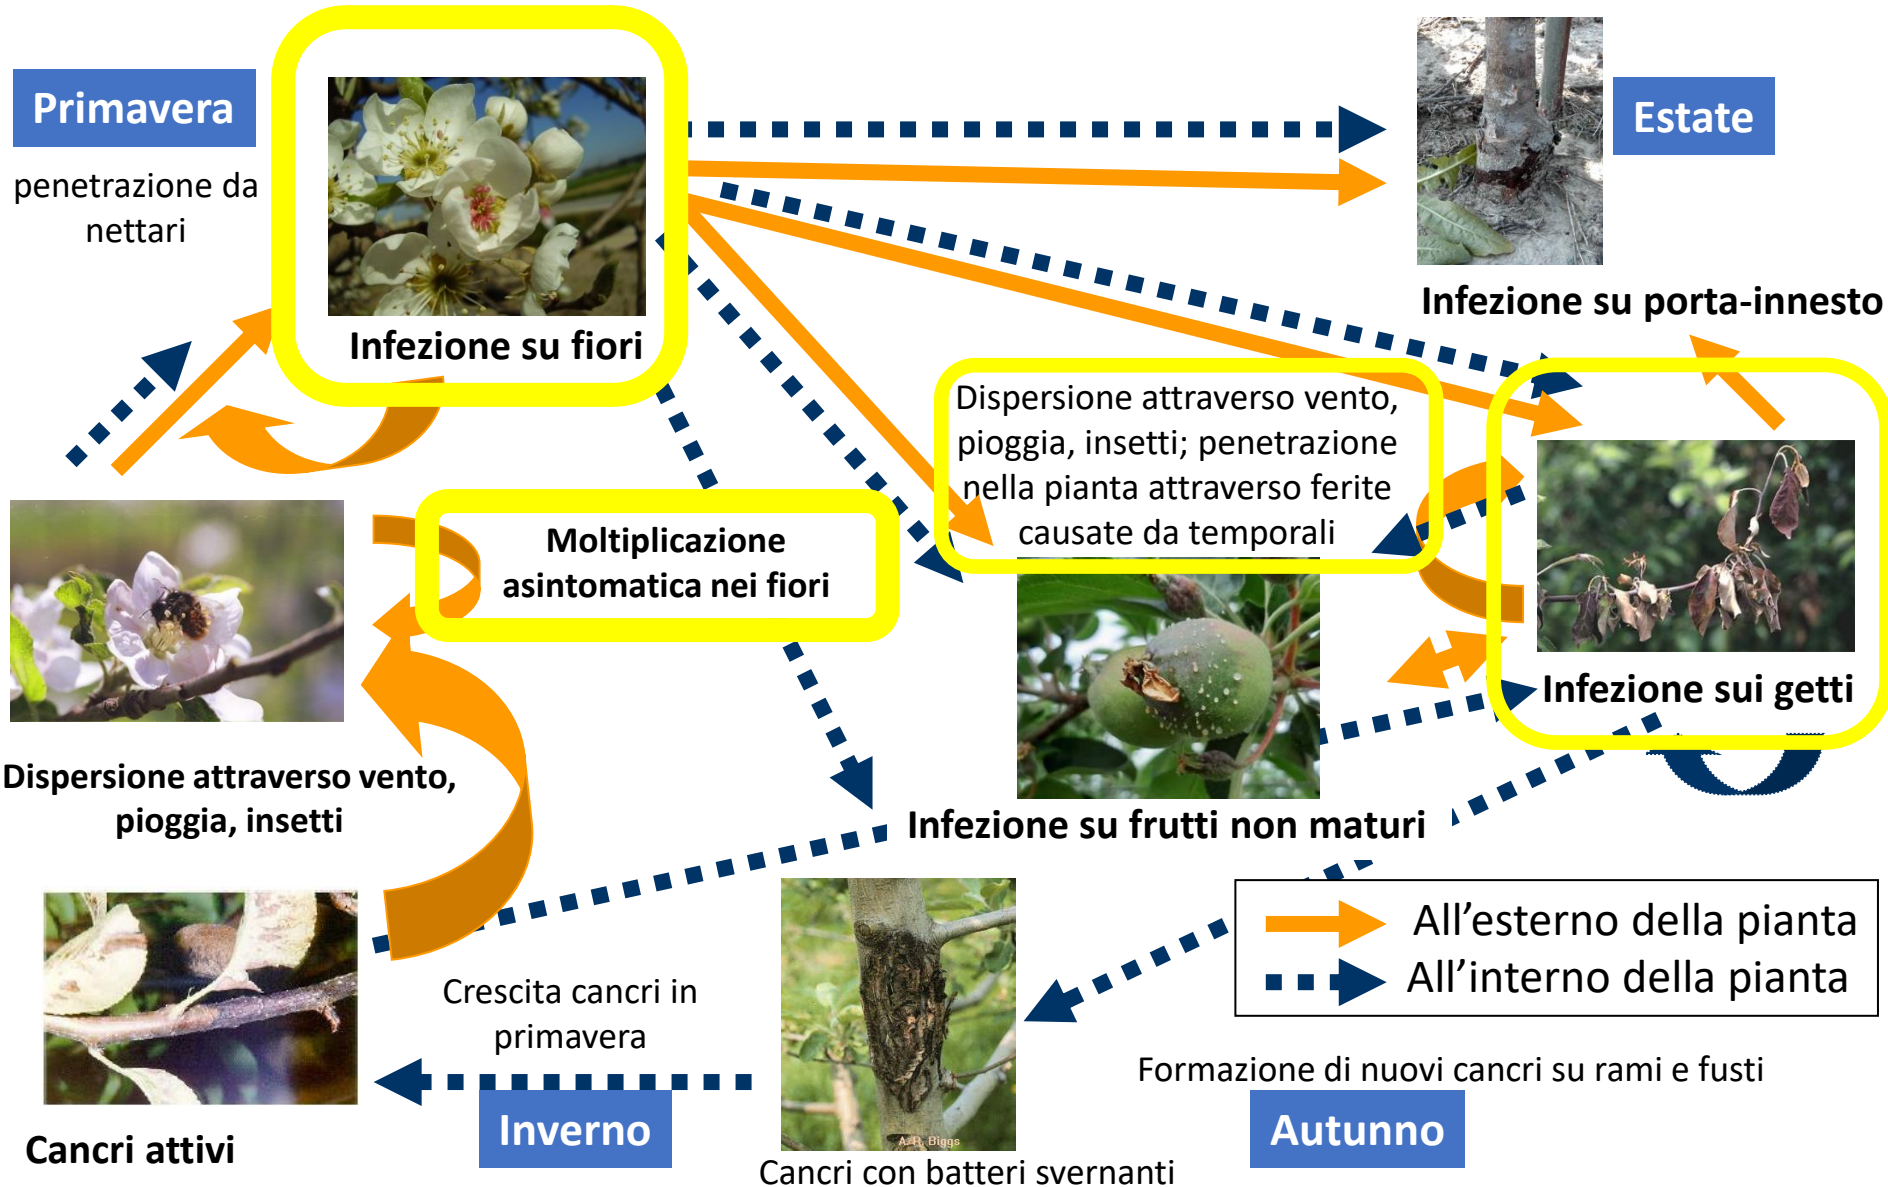 Primavera
penetrazione da
nettari
Infezione su fiori
Estate
Infezione su porta-innesto
Dispersione attraverso vento,
pioggia, insetti; penetrazione
nella pianta attraverso ferite
causate da temporali
Moltiplicazione
asintomatica nei fiori
Infezione sui getti
Dispersione attraverso vento,
pioggia, insetti
Infezione su frutti non maturi
All'esterno della pianta
All'interno della pianta
Crescita cancri in
primavera
Formazione di nuovi cancri su rami e fusti
Inverno
Autunno
A. R. Biggs
Cancri attivi
Cancri con batteri svernanti